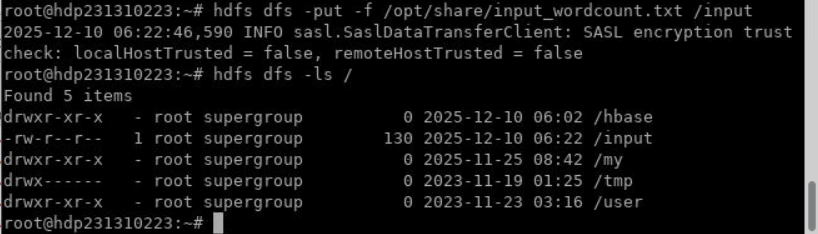 root@hdp231310223:~# hdfs dfs -put -f /opt/share/input_wordcount.txt /input
2025-12-10 06:22:46,590 INFO sasl.SaslDataTransferClient: SASL encryption trust
check: localHostTrusted = false, remoteHostTrusted = false
root@hdp231310223:~# hdfs dfs -ls /
Found 5 items
drwxr-xr-x   - root supergroup          0 2025-12-10 06:02 /hbase
-rw-r--r--   1 root supergroup        130 2025-12-10 06:22 /input
drwxr-xr-x   - root supergroup          0 2025-11-25 08:42 /my
drwx------   - root supergroup          0 2023-11-19 01:25 /tmp
drwxr-xr-x   - root supergroup          0 2023-11-23 03:16 /user
root@hdp231310223:~#